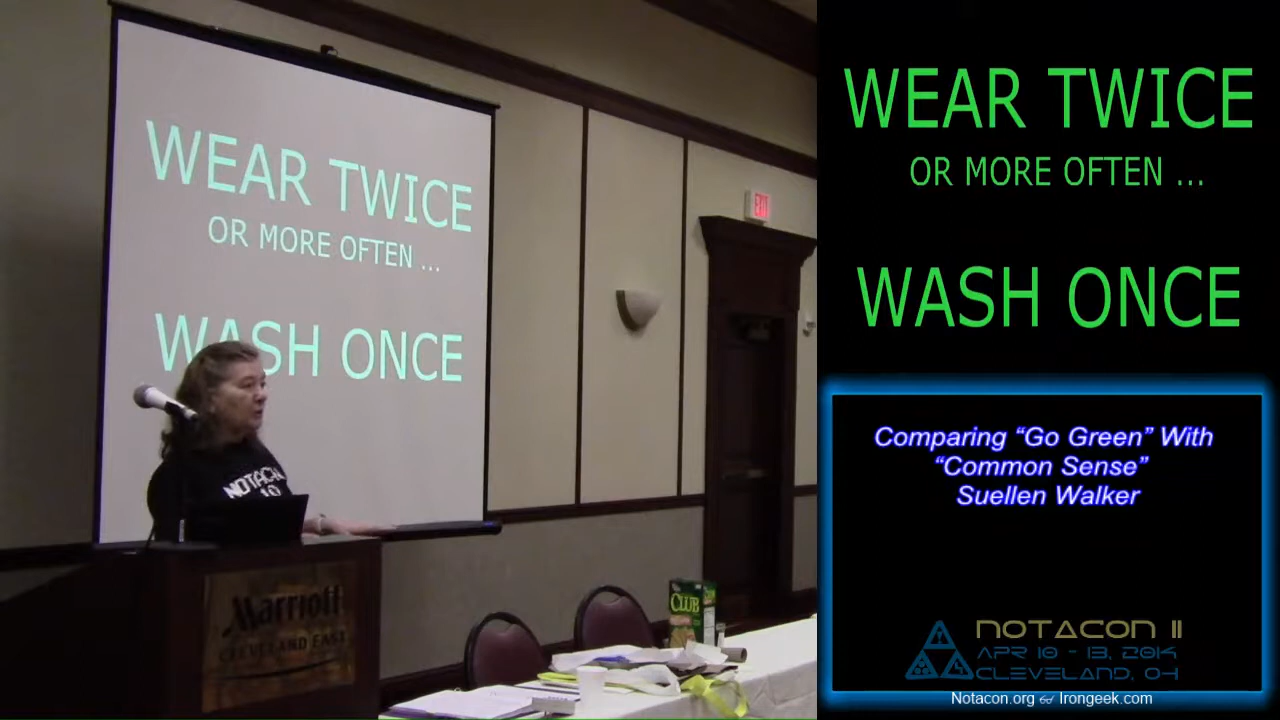 WEAR TWICE
OR MORE OFTEN ...
WASH ONCE
EXIT
NOTACON
10
Marriott
CLEVELAND EAST
CLUB
WEAR TWICE
OR MORE OFTEN ...
WASH ONCE
Comparing “Go Green” With
“Common Sense”
Suellen Walker
NOTACON 11
APR 10 - 13, 2014
CLEVELAND, OH
Notacon.org Irongeek.com